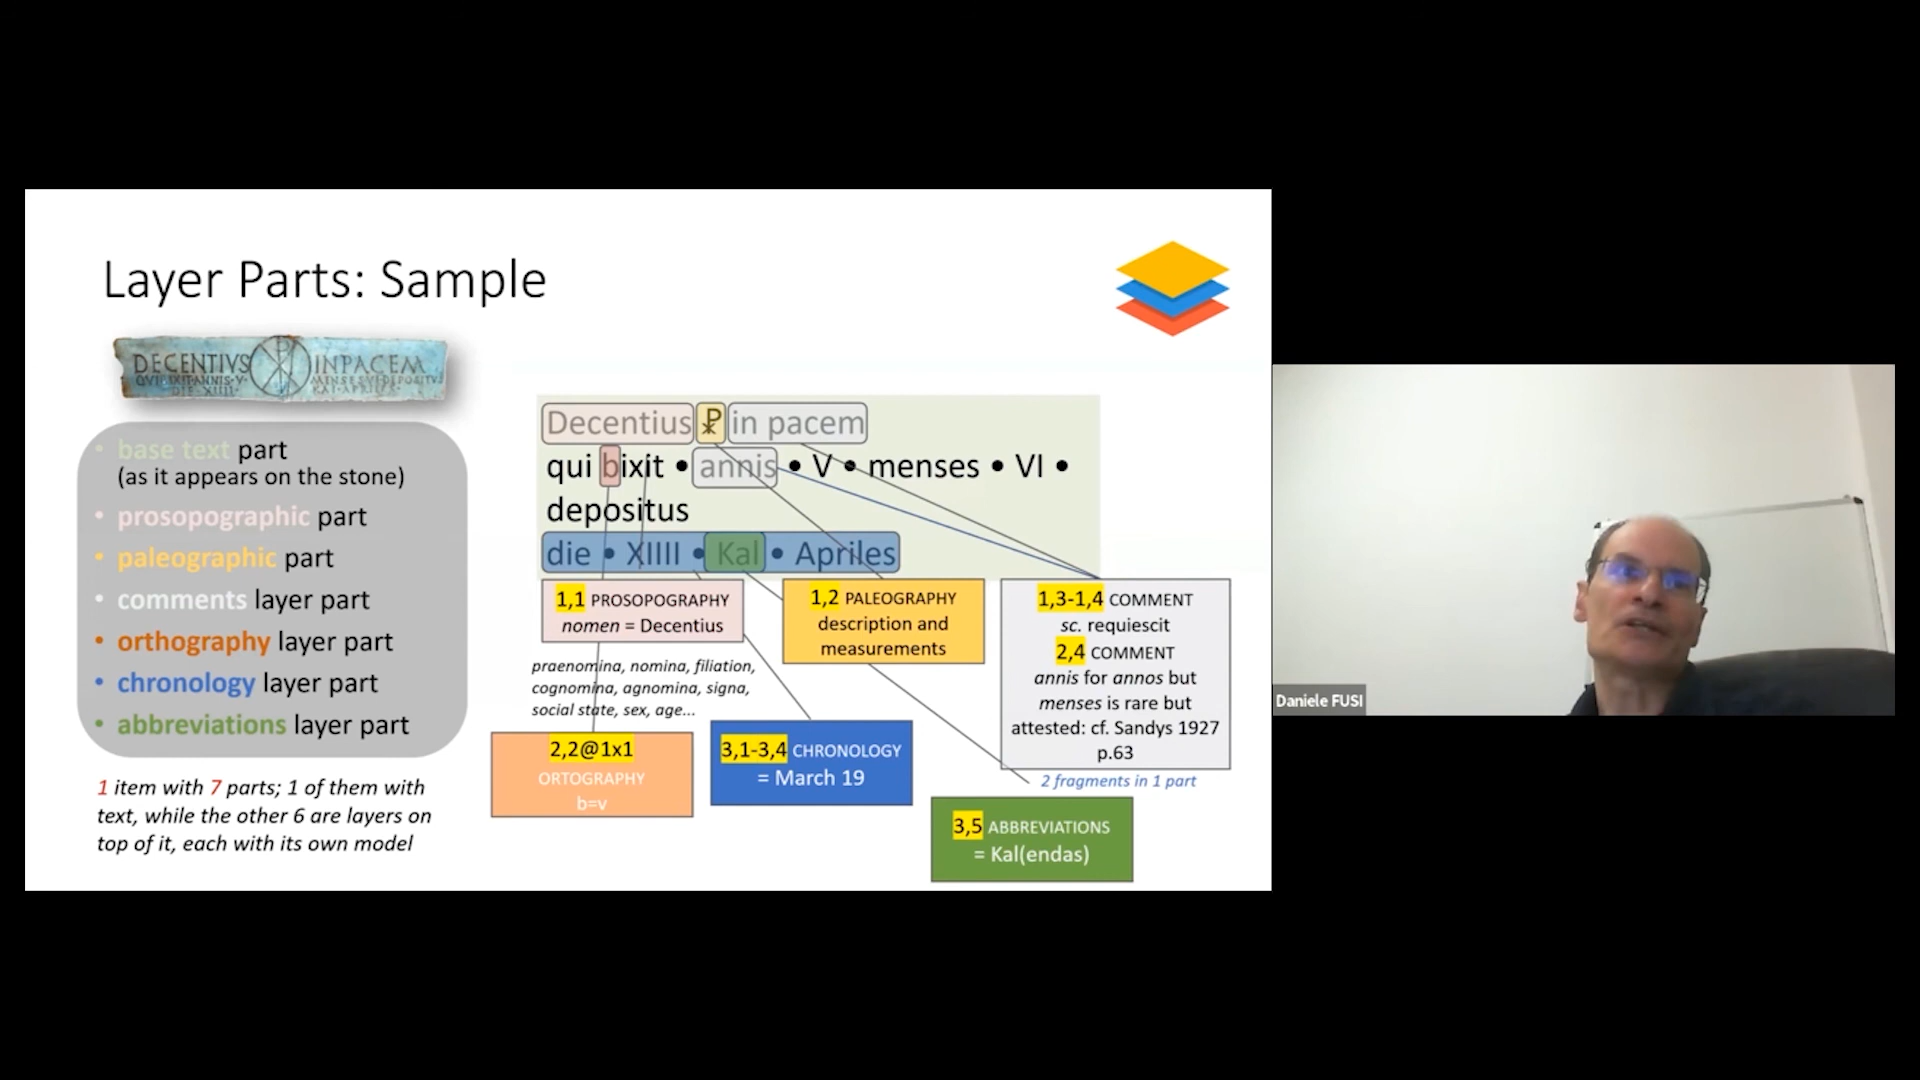 Layer Parts: Sample
DECENTIVS ☧ INPACEM
QVIBIXITANNIS·V· MENSESVIDEPOSITVS
DIE·XIIII· KAL·APRILES
• base text part
(as it appears on the stone)
• prosopographic part
• paleographic part
• comments layer part
• orthography layer part
• chronology layer part
• abbreviations layer part
1 item with 7 parts; 1 of them with
text, while the other 6 are layers on
top of it, each with its own model
Decentius ☧ in pacem
qui bixit • annis • V • menses • VI •
depositus
die • XIIII • Kal • Apriles
1,1 PROSOPOGRAPHY
nomen = Decentius
praenomina, nomina, filiation,
cognomina, agnomina, signa,
social state, sex, age...
1,2 PALEOGRAPHY
description and
measurements
1,3-1,4 COMMENT
sc. requiescit
2,4 COMMENT
annis for annos but
menses is rare but
attested: cf. Sandys 1927
p.63
2 fragments in 1 part
2,2@1x1
ORTOGRAPHY
b=v
3,1-3,4 CHRONOLOGY
= March 19
3,5 ABBREVIATIONS
= Kal(endas)
Daniele FUSI